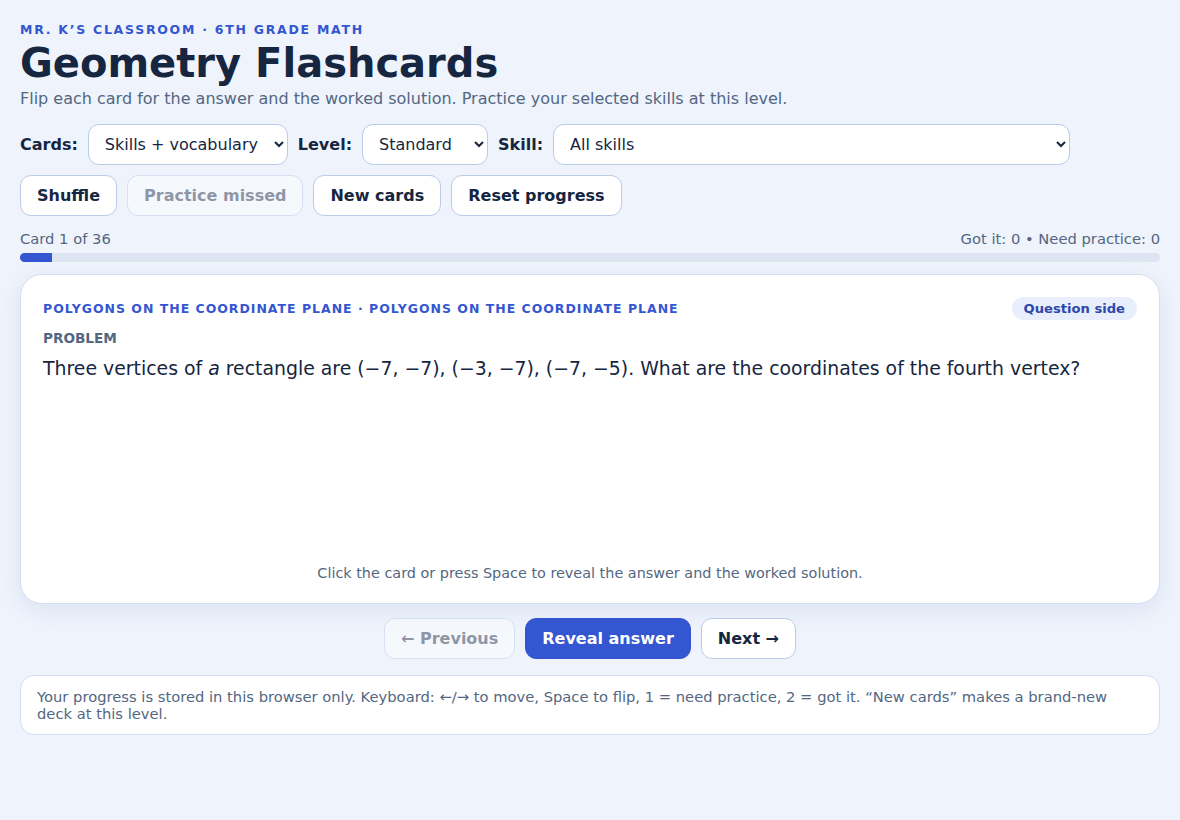 MR. K’S CLASSROOM · 6TH GRADE MATH
Geometry Flashcards
Flip each card for the answer and the worked solution. Practice your selected skills at this level.
Cards: Skills + vocabulary Level: Standard Skill: All skills
Shuffle Practice missed New cards Reset progress
Card 1 of 36 Got it: 0 • Need practice: 0
POLYGONS ON THE COORDINATE PLANE · POLYGONS ON THE COORDINATE PLANE Question side
PROBLEM
Three vertices of a rectangle are (−7, −7), (−3, −7), (−7, −5). What are the coordinates of the fourth vertex?
Click the card or press Space to reveal the answer and the worked solution.
← Previous Reveal answer Next →
Your progress is stored in this browser only. Keyboard: ←/→ to move, Space to flip, 1 = need practice, 2 = got it. “New cards” makes a brand-new
deck at this level.